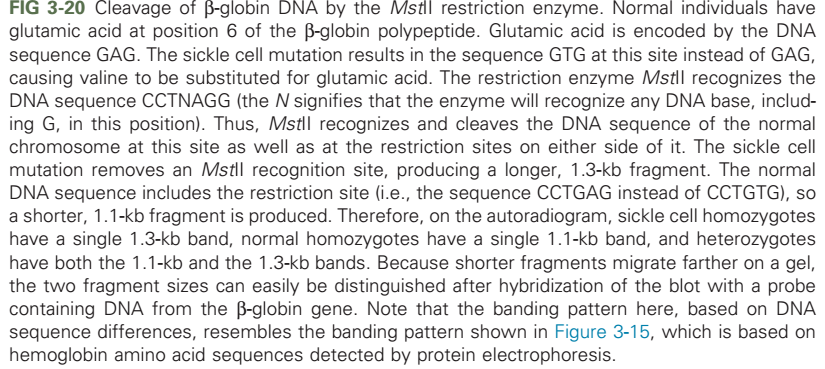 FIG 3-20 Cleavage of β-globin DNA by the MstII restriction enzyme. Normal individuals have
glutamic acid at position 6 of the β-globin polypeptide. Glutamic acid is encoded by the DNA
sequence GAG. The sickle cell mutation results in the sequence GTG at this site instead of GAG,
causing valine to be substituted for glutamic acid. The restriction enzyme MstII recognizes the
DNA sequence CCTNAGG (the N signifies that the enzyme will recognize any DNA base, includ-
ing G, in this position). Thus, MstII recognizes and cleaves the DNA sequence of the normal
chromosome at this site as well as at the restriction sites on either side of it. The sickle cell
mutation removes an MstII recognition site, producing a longer, 1.3-kb fragment. The normal
DNA sequence includes the restriction site (i.e., the sequence CCTGAG instead of CCTGTG), so
a shorter, 1.1-kb fragment is produced. Therefore, on the autoradiogram, sickle cell homozygotes
have a single 1.3-kb band, normal homozygotes have a single 1.1-kb band, and heterozygotes
have both the 1.1-kb and the 1.3-kb bands. Because shorter fragments migrate farther on a gel,
the two fragment sizes can easily be distinguished after hybridization of the blot with a probe
containing DNA from the β-globin gene. Note that the banding pattern here, based on DNA
sequence differences, resembles the banding pattern shown in Figure 3-15, which is based on
hemoglobin amino acid sequences detected by protein electrophoresis.